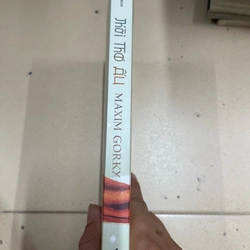 Thời Thơ Ấu
MAXIM GORKY